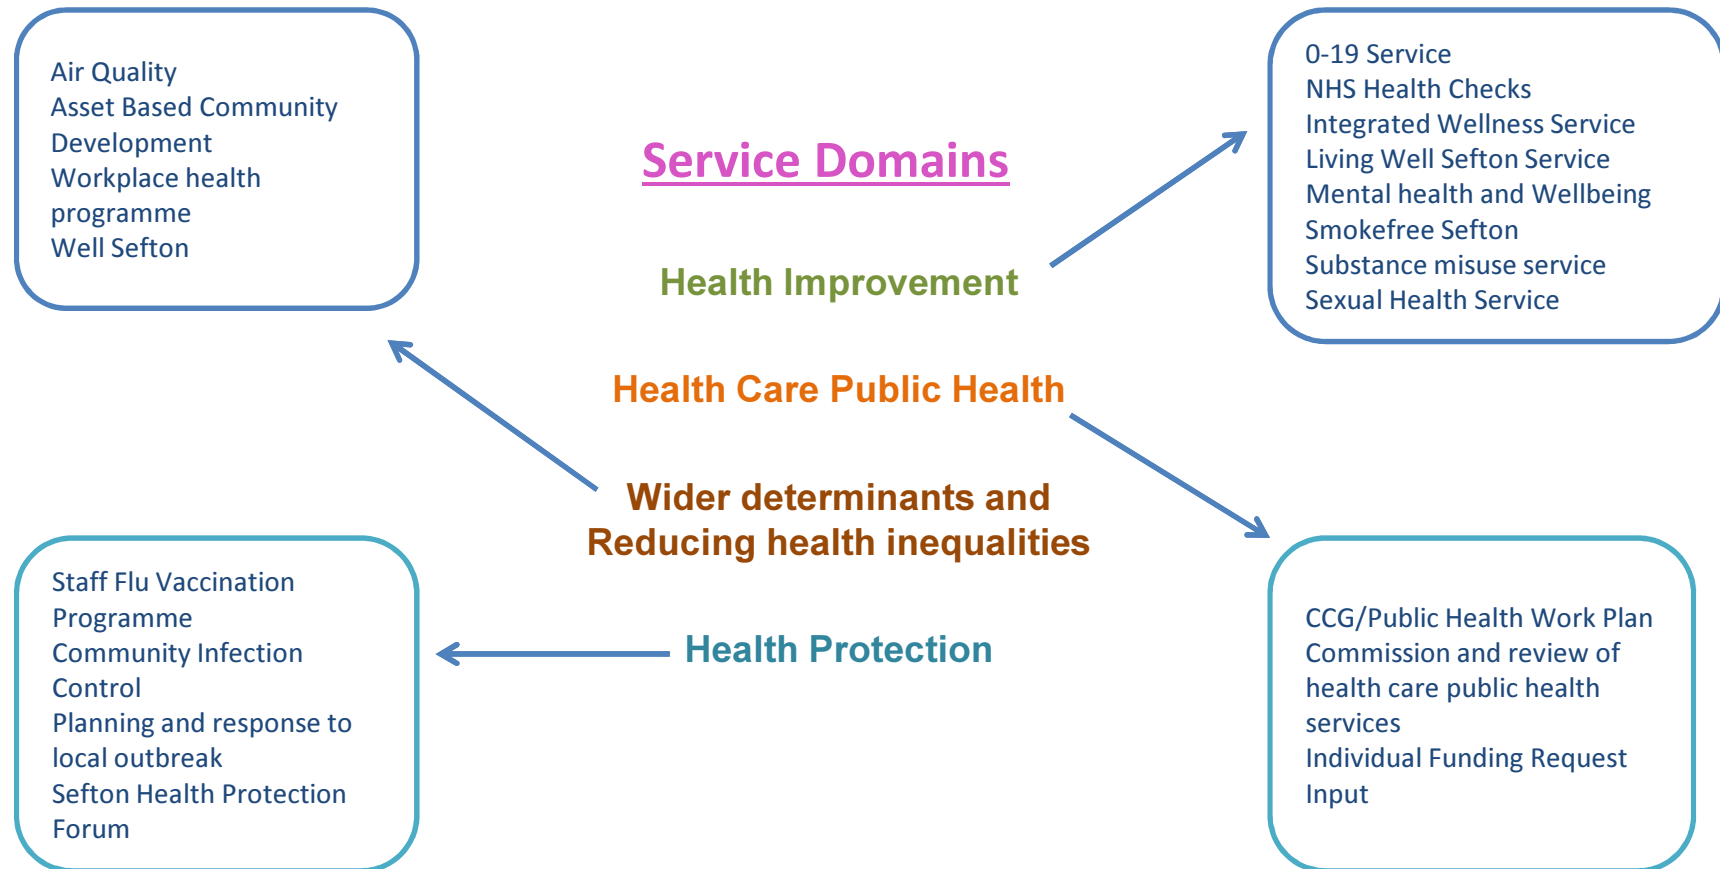 Air Quality
Asset Based Community
Development
Workplace health
programme
Well Sefton
Service Domains
Health Improvement
Health Care Public Health
Wider determinants and
Reducing health inequalities
Health Protection
0-19 Service
NHS Health Checks
Integrated Wellness Service
Living Well Sefton Service
Mental health and Wellbeing
Smokefree Sefton
Substance misuse service
Sexual Health Service
Staff Flu Vaccination
Programme
Community Infection
Control
Planning and response to
local outbreak
Sefton Health Protection
Forum
CCG/Public Health Work Plan
Commission and review of
health care public health
services
Individual Funding Request
Input